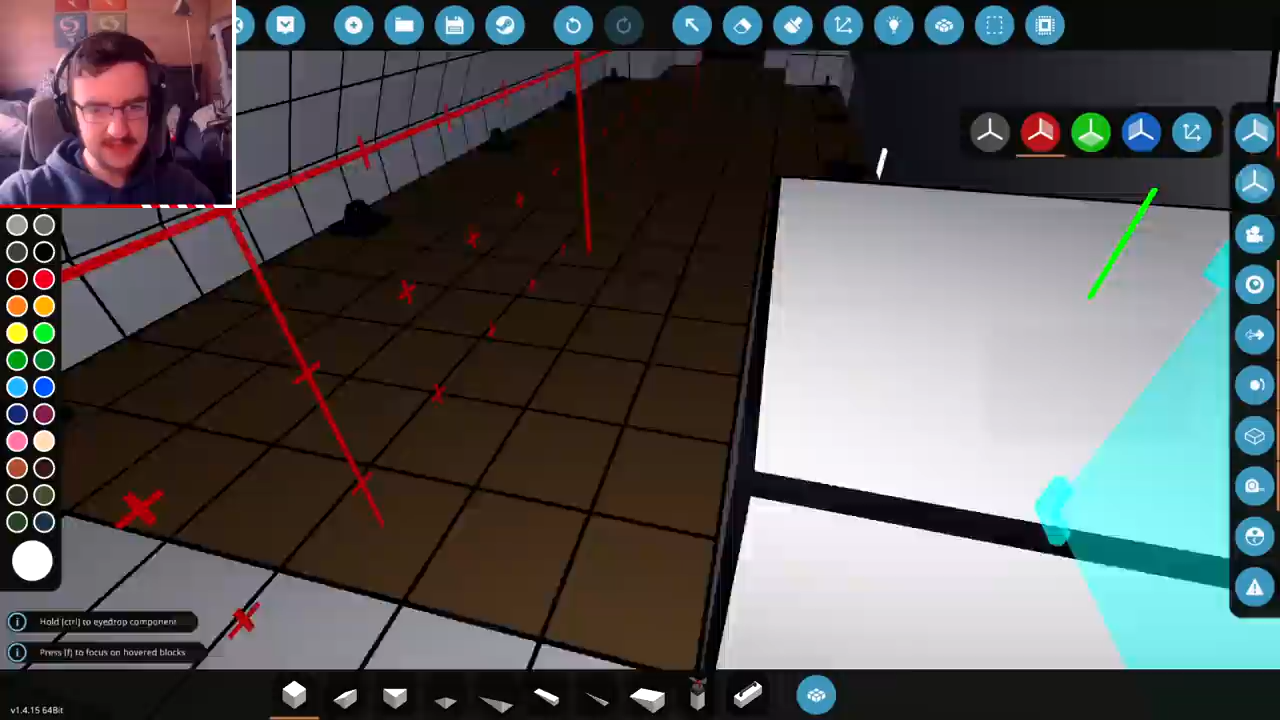 Hold [ctrl] to eyedrop component
Press [f] to focus on hovered blocks
v1.4.15 64Bit